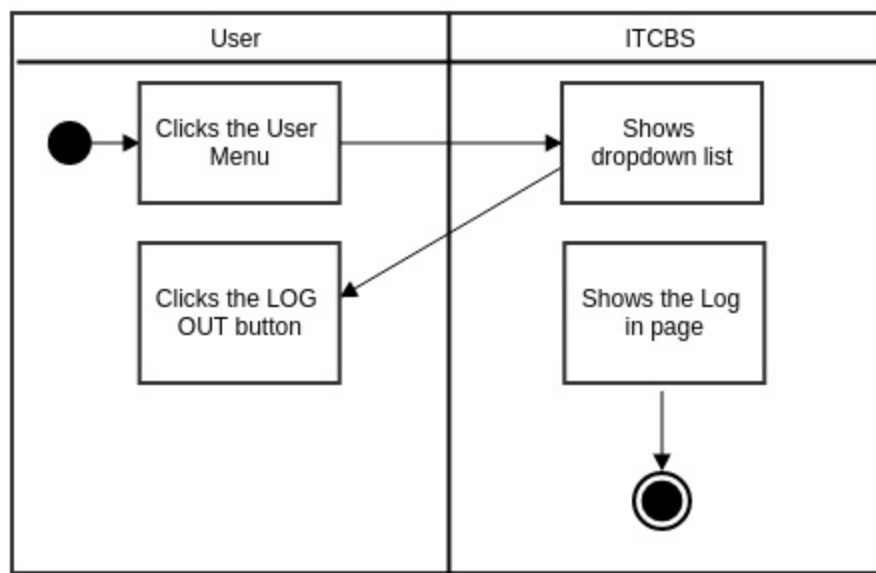 User
ITCBS
Clicks the User
Menu
Shows
dropdown list
Clicks the LOG
OUT button
Shows the Log
in page